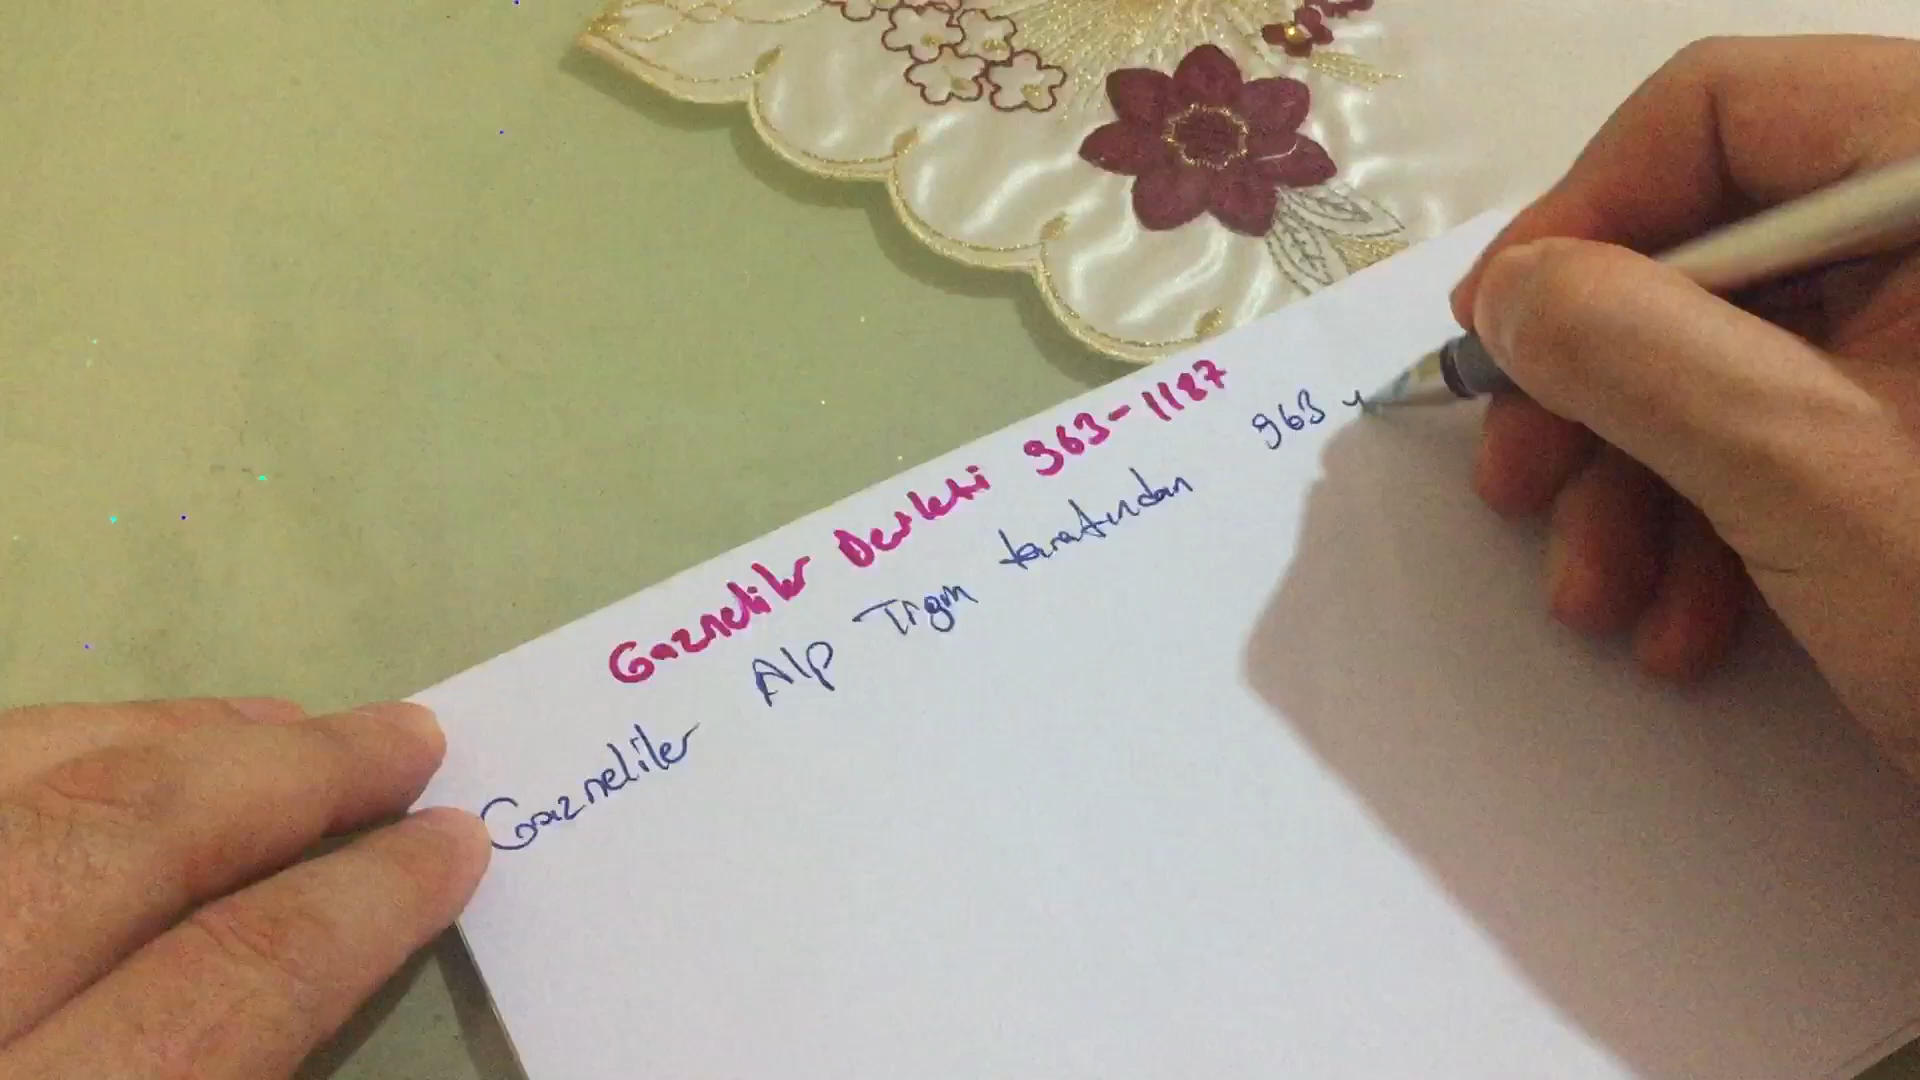 Gazneliler Devleti 963-1187
Gazneliler Alp Tigin tarafından 963 y